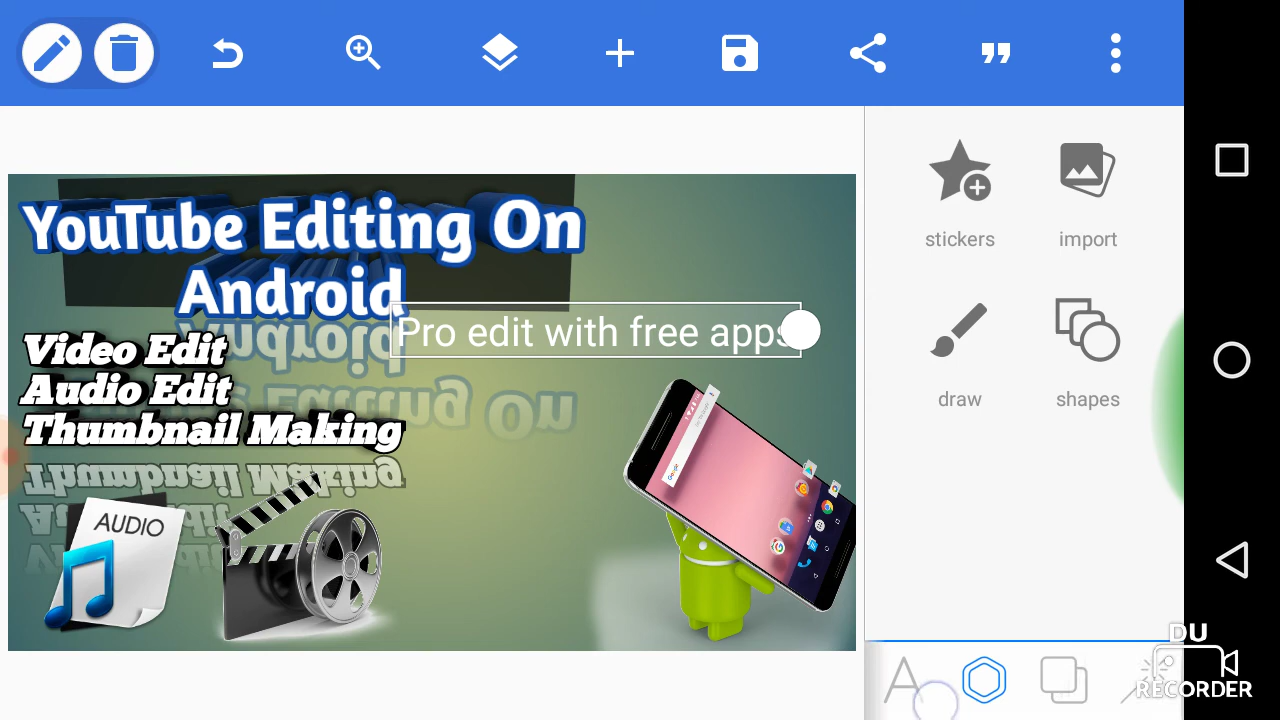 YouTube Editing On
Android
Pro edit with free apps
Video Edit
Audio Edit
Thumbnail Making
AUDIO
stickers
import
draw
shapes
DU
RECORDER